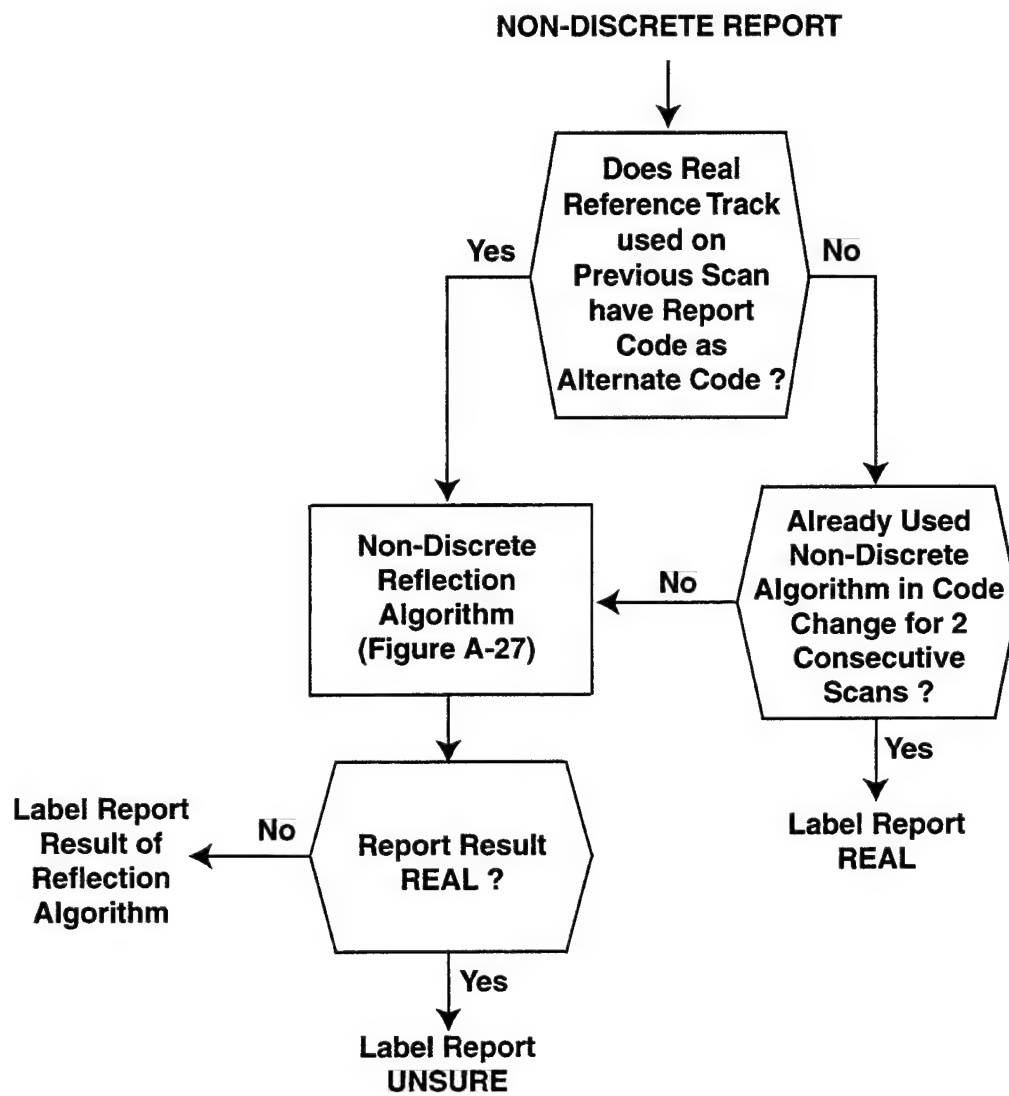 NON-DISCRETE REPORT
Does Real
Reference Track
used on
Previous Scan
have Report
Code as
Alternate Code ?
Yes
No
Already Used
Non-Discrete
Algorithm in Code
Change for 2
Consecutive
Scans ?
No
Non-Discrete
Reflection
Algorithm
(Figure A-27)
Yes
Label Report
REAL
Report Result
REAL ?
No
Label Report
Result of
Reflection
Algorithm
Yes
Label Report
UNSURE